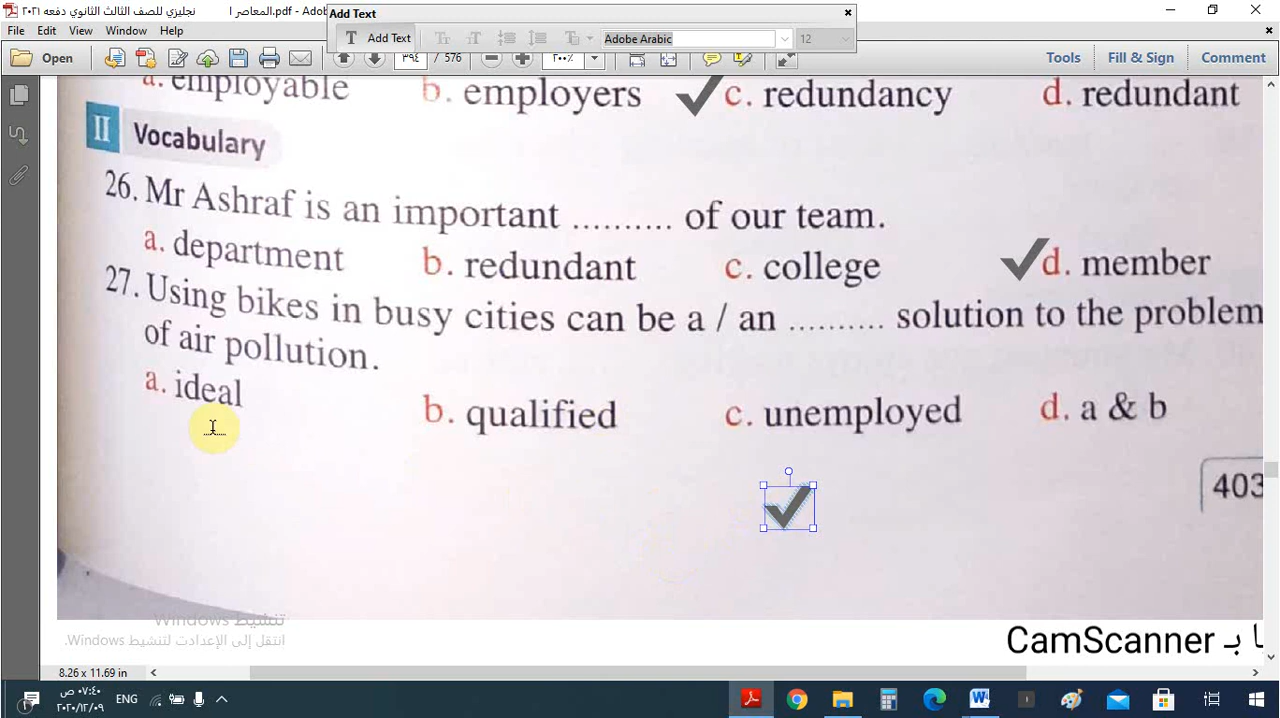 المعاصر ا.pdf - Adob نجليزي للصف الثالث الثانوي دفعه ٢٠٢١
Add Text
File Edit View Window Help
Add Text
Adobe Arabic
12
Open
٣٩٤ / 576
٢٠٠%
Tools
Fill & Sign
Comment
a. employable b. employers c. redundancy d. redundant
II Vocabulary
26. Mr Ashraf is an important .......... of our team.
a. department b. redundant c. college d. member
27. Using bikes in busy cities can be a / an .......... solution to the problem
of air pollution.
a. ideal b. qualified c. unemployed d. a & b
403
تنشيط Windows
انتقل إلى الإعدادت لتنشيط Windows.
ا بـ CamScanner
8.26 x 11.69 in
ENG
٠٧:٤٠ ص
٢٠٢٠/١٢/٠٩